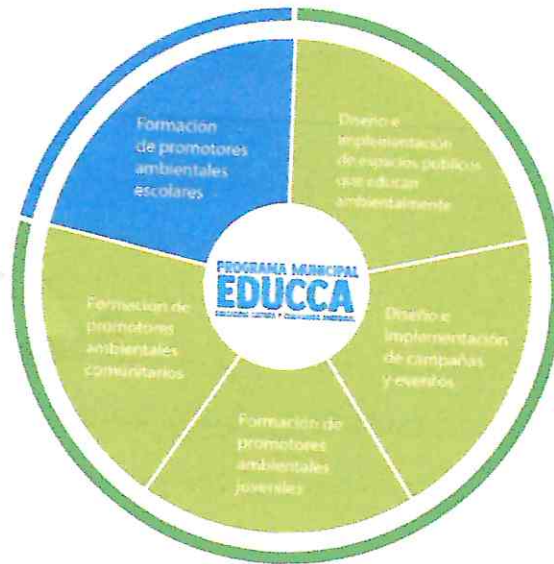 Formación
de promotores
ambientales
escolares
Diseño e
implementación
de espacios públicos
que educan
ambientalmente
PROGRAMA MUNICIPAL
EDUCCA
Formación de
promotores
ambientales
comunitarios
Diseño e
implementación
de campañas
y eventos
Formación de
promotores
ambientales
juveniles